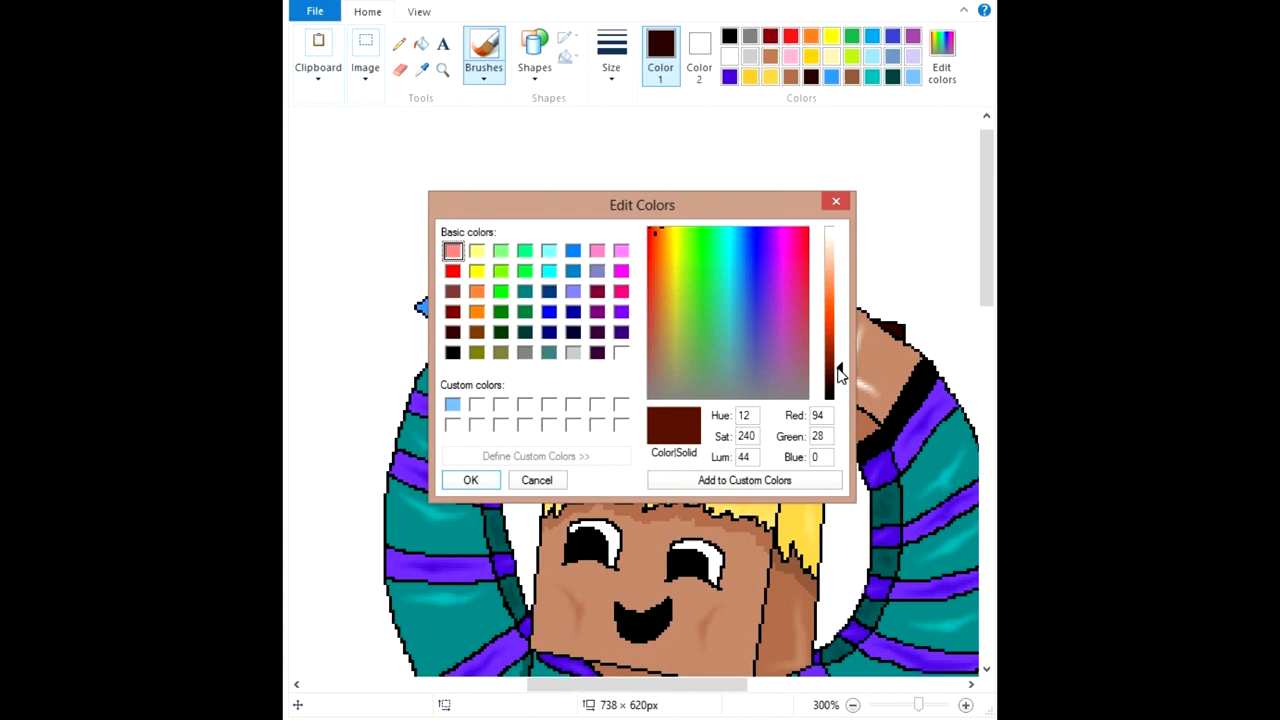 File Home View
Clipboard Image A Brushes Shapes Size Color 1 Color 2 Edit colors
Tools Shapes Colors
Edit Colors
Basic colors:
Custom colors:
Define Custom Colors >>
OK Cancel
Color|Solid
Hue: 12 Red: 94
Sat: 240 Green: 28
Lum: 44 Blue: 0
Add to Custom Colors
738 × 620px 300%